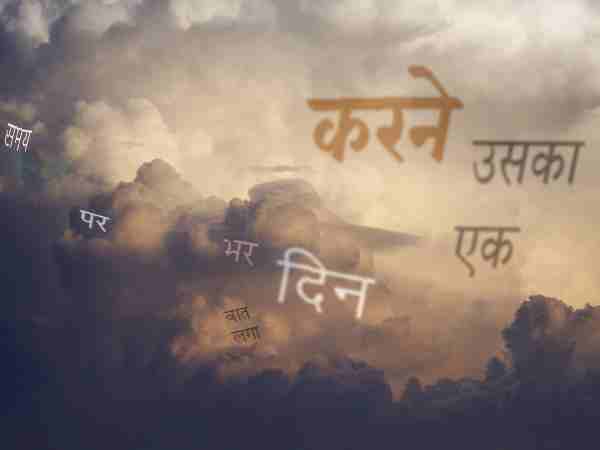 समय
करने
उसका
पर
भर
दिन
एक
वात
लगा